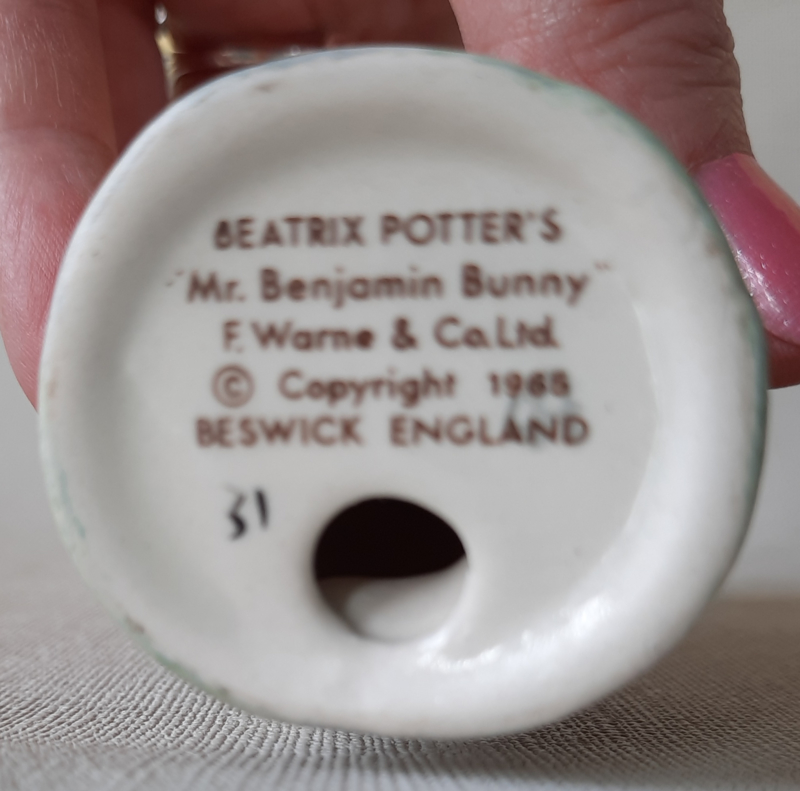 BEATRIX POTTER'S
"Mr. Benjamin Bunny"
F. Warne & Co.Ltd.
© Copyright 1965
BESWICK ENGLAND
31